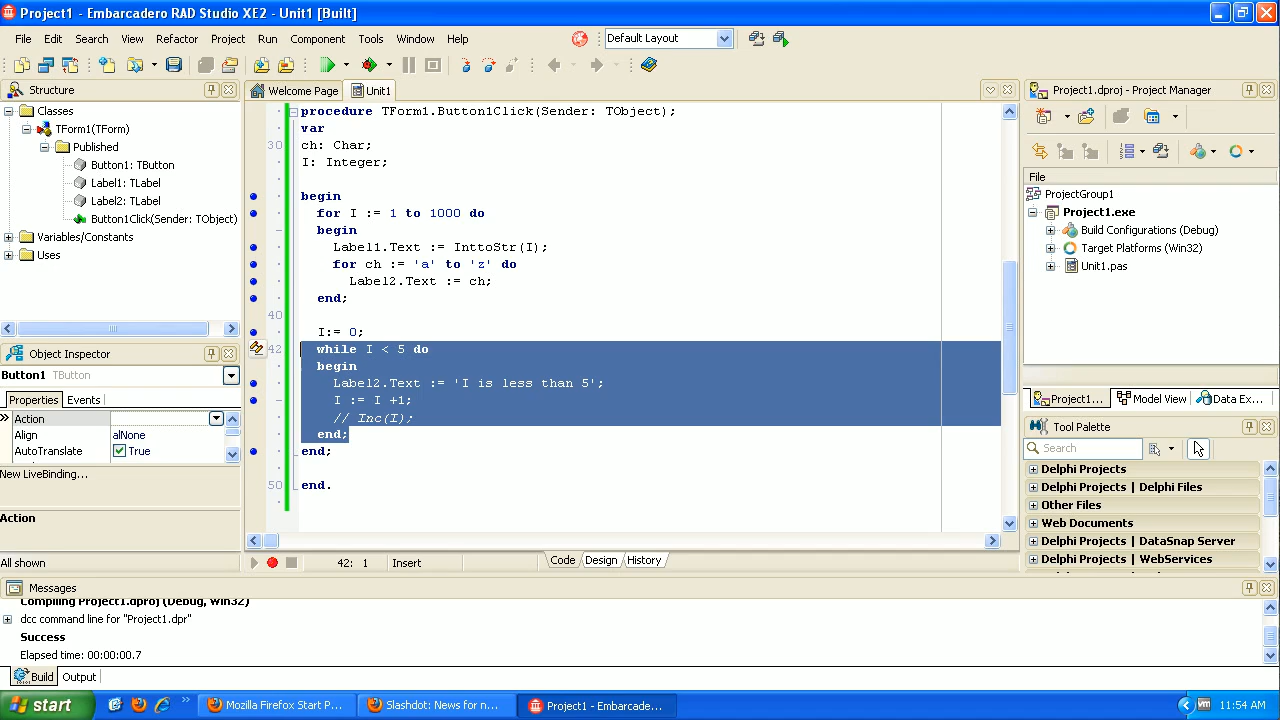 Project1 - Embarcadero RAD Studio XE2 - Unit1 [Built]
File Edit Search View Refactor Project Run Component Tools Window Help
Default Layout
Structure
Classes
TForm1(TForm)
Published
Button1: TButton
Label1: TLabel
Label2: TLabel
Button1Click(Sender: TObject)
Variables/Constants
Uses
Object Inspector
Button1 TButton
Properties Events
Action
Align alNone
AutoTranslate True
New LiveBinding...
Action
All shown
Welcome Page Unit1
procedure TForm1.Button1Click(Sender: TObject);
var
30 ch: Char;
I: Integer;
begin
for I := 1 to 1000 do
begin
Label1.Text := InttoStr(I);
for ch := 'a' to 'z' do
Label2.Text := ch;
end;
40
I:= 0;
42 while I < 5 do
begin
Label2.Text := 'I is less than 5';
I := I +1;
// Inc(I);
end;
end;
50 end.
42: 1 Insert Code Design History
Project1.dproj - Project Manager
File
ProjectGroup1
Project1.exe
Build Configurations (Debug)
Target Platforms (Win32)
Unit1.pas
Project1... Model View Data Ex...
Tool Palette
Search
Delphi Projects
Delphi Projects | Delphi Files
Other Files
Web Documents
Delphi Projects | DataSnap Server
Delphi Projects | WebServices
Messages
Compiling Project1.dproj (Debug, Win32)
dcc command line for "Project1.dpr"
Success
Elapsed time: 00:00:00.7
Build Output
start Mozilla Firefox Start P... Slashdot: News for n... Project1 - Embarcade... 11:54 AM